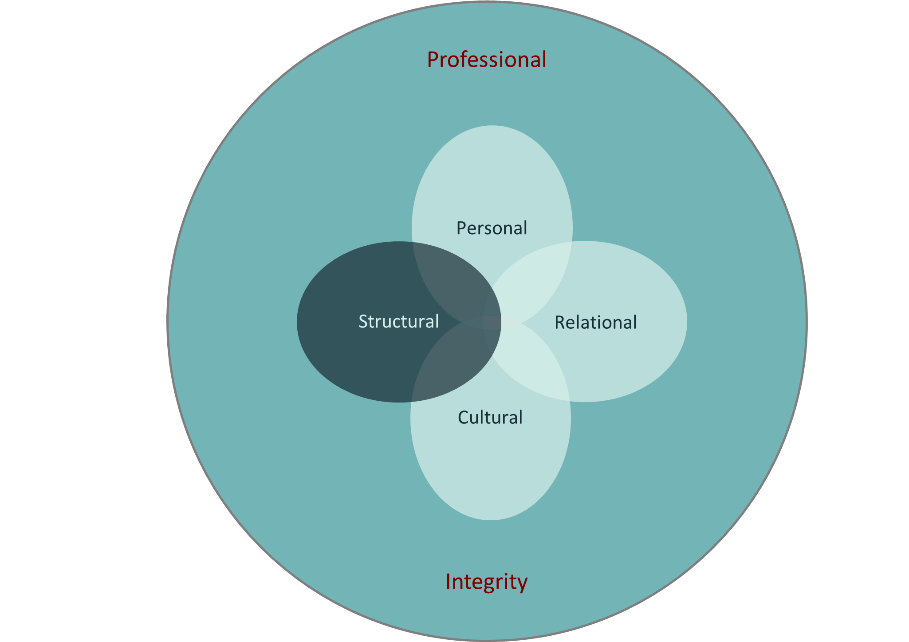 Professional
Personal
Structural
Relational
Cultural
Integrity